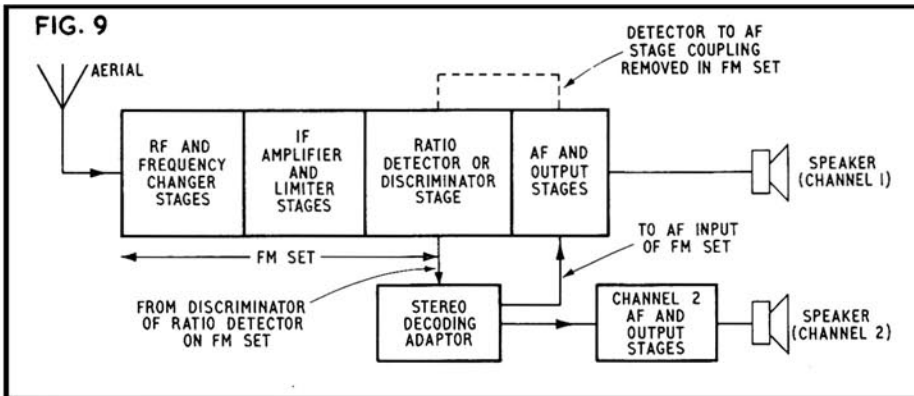 FIG. 9
DETECTOR TO AF
STAGE COUPLING
REMOVED IN FM SET
AERIAL
RF AND
FREQUENCY
CHANGER
STAGES
IF
AMPLIFIER
AND
LIMITER
STAGES
RATIO
DETECTOR OR
DISCRIMINATOR
STAGE
AF AND
OUTPUT
STAGES
SPEAKER
(CHANNEL 1)
FM SET
TO AF INPUT
OF FM SET
FROM DISCRIMINATOR
OF RATIO DETECTOR
ON FM SET
STEREO
DECODING
ADAPTOR
CHANNEL 2
AF AND
OUTPUT
STAGES
SPEAKER
(CHANNEL 2)